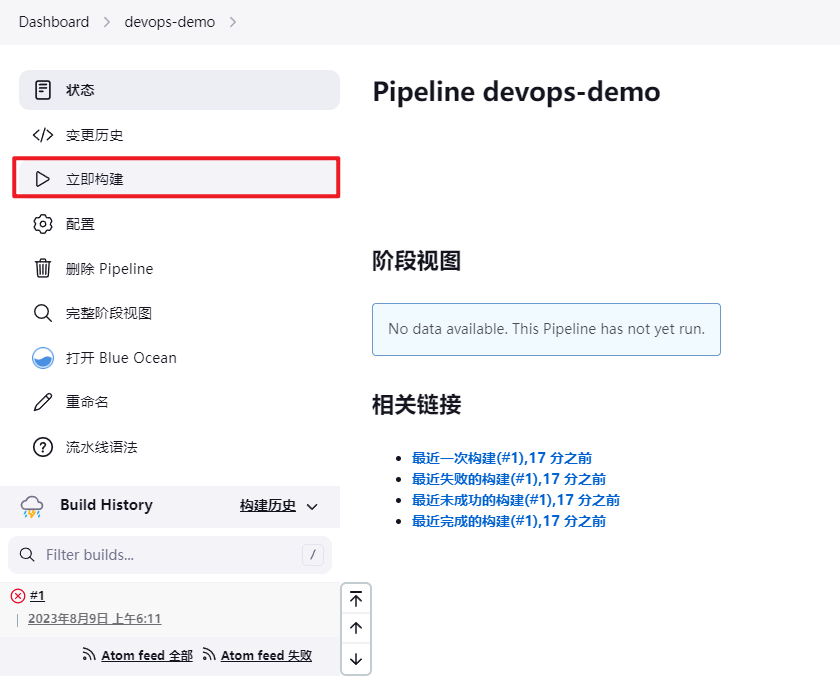 Dashboard > devops-demo >
状态
变更历史
立即构建
配置
删除 Pipeline
完整阶段视图
打开 Blue Ocean
重命名
流水线语法
Build History 构建历史
Filter builds... /
#1
2023年8月9日 上午6:11
Atom feed 全部 Atom feed 失败
Pipeline devops-demo
阶段视图
No data available. This Pipeline has not yet run.
相关链接
最近一次构建(#1),17 分之前
最近失败的构建(#1),17 分之前
最近未成功的构建(#1),17 分之前
最近完成的构建(#1),17 分之前